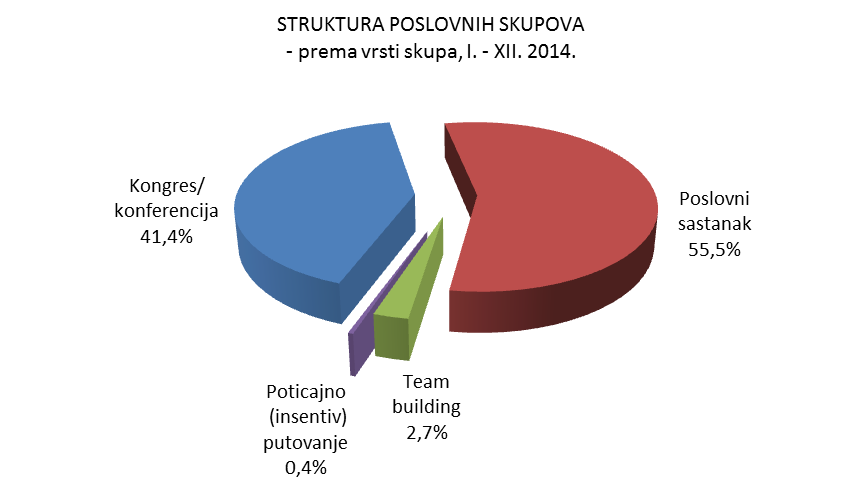 STRUKTURA POSLOVNIH SKUPOVA
- prema vrsti skupa, I. - XII. 2014.
Kongres/
konferencija
41,4%
Poslovni
sastanak
55,5%
Poticajno
(insentiv)
putovanje
0,4%
Team
building
2,7%